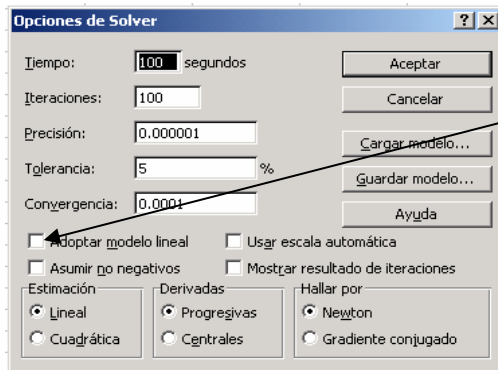 Opciones de Solver
? X
Tiempo: 100 segundos Aceptar
Iteraciones: 100 Cancelar
Precisión: 0.000001 Cargar modelo...
Tolerancia: 5 % Guardar modelo...
Convergencia: 0.0001 Ayuda
Adoptar modelo lineal Usar escala automática
Asumir no negativos Mostrar resultado de iteraciones
Estimación Derivadas Hallar por
Lineal Progresivas Newton
Cuadrática Centrales Gradiente conjugado